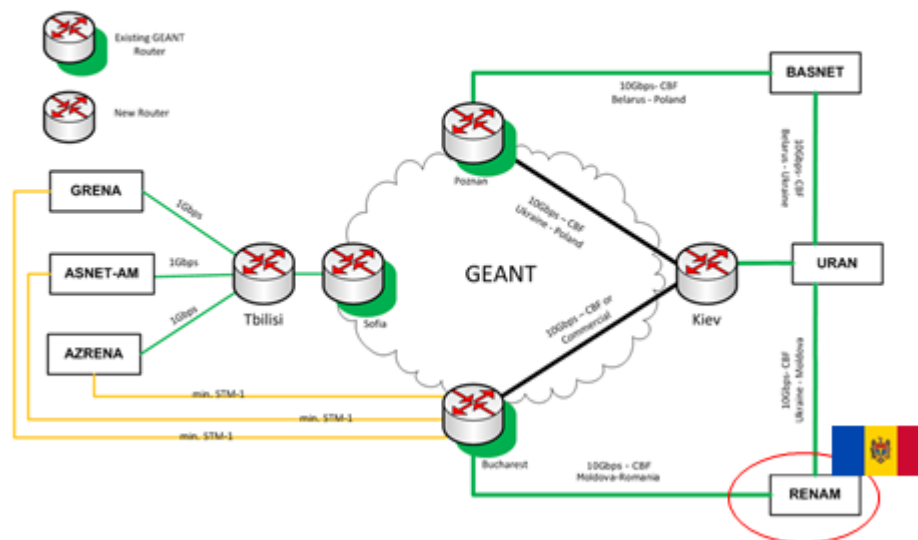 Existing GEANT
Router
New Router
BASNET
10Gbps- CBF
Belarus - Poland
Poznan
10Gbps- CBF
Belarus - Ukraine
GRENA
1Gbps
10Gbps – CBF
Ukraine - Poland
ASNET-AM
1Gbps
Tbilisi
Sofia
GEANT
Kiev
URAN
AZRENA
1Gbps
10Gbps – CBF or
Commercial
10Gbps- CBF
Ukraine - Moldova
min. STM-1
min. STM-1
min. STM-1
Bucharest
10Gbps - CBF
Moldova-Romania
RENAM